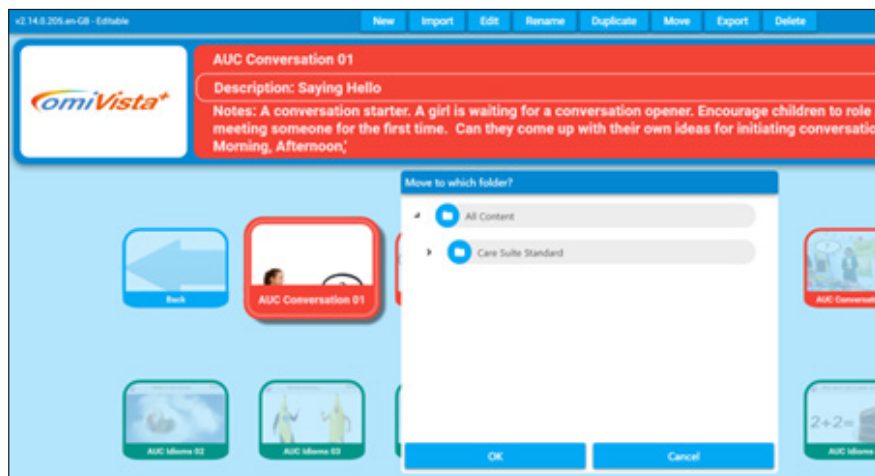 v2.14.0.205.en-GB - Editable
New Import Edit Rename Duplicate Move Export Delete
omiVista+
AUC Conversation 01
Description: Saying Hello
Notes: A conversation starter. A girl is waiting for a conversation opener. Encourage children to role
meeting someone for the first time. Can they come up with their own ideas for initiating conversatio
Morning, Afternoon,'
Move to which folder?
All Content
Care Suite Standard
Back
AUC Conversation 01
AUC Conversat
AUC Idioms 02
AUC Idioms 03
2+2=
AUC Idioms
OK
Cancel